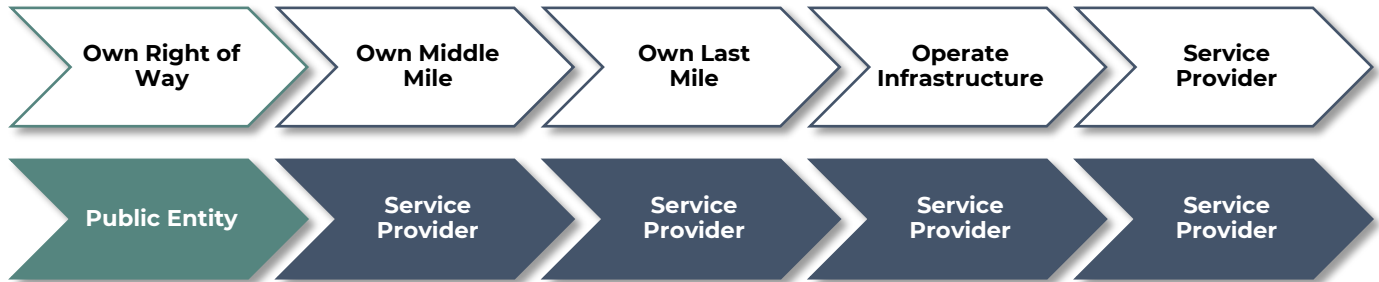 Own Right of
Way
Own Middle
Mile
Own Last
Mile
Operate
Infrastructure
Service
Provider
Public Entity
Service
Provider
Service
Provider
Service
Provider
Service
Provider